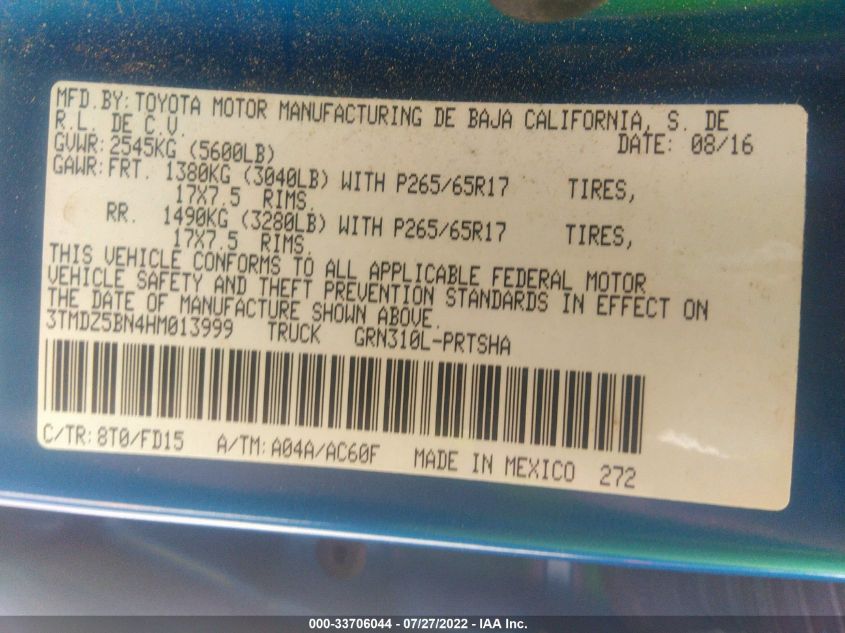 MFD.BY: TOYOTA MOTOR MANUFACTURING DE BAJA CALIFORNIA, S. DE
R.L. DE C.V. DATE: 08/16
GVWR: 2545KG (5600LB)
GAWR: FRT. 1380KG (3040LB) WITH P265/65R17 TIRES,
17X7.5 RIMS.
RR. 1490KG (3280LB) WITH P265/65R17 TIRES,
17X7.5 RIMS.
THIS VEHICLE CONFORMS TO ALL APPLICABLE FEDERAL MOTOR
VEHICLE SAFETY AND THEFT PREVENTION STANDARDS IN EFFECT ON
THE DATE OF MANUFACTURE SHOWN ABOVE.
3TMDZ5BN4HM013999 TRUCK GRN310L-PRTSHA
C/TR: 8T0/FD15 A/TM: A04A/AC60F MADE IN MEXICO 272
000-33706044 - 07/27/2022 - IAA Inc.